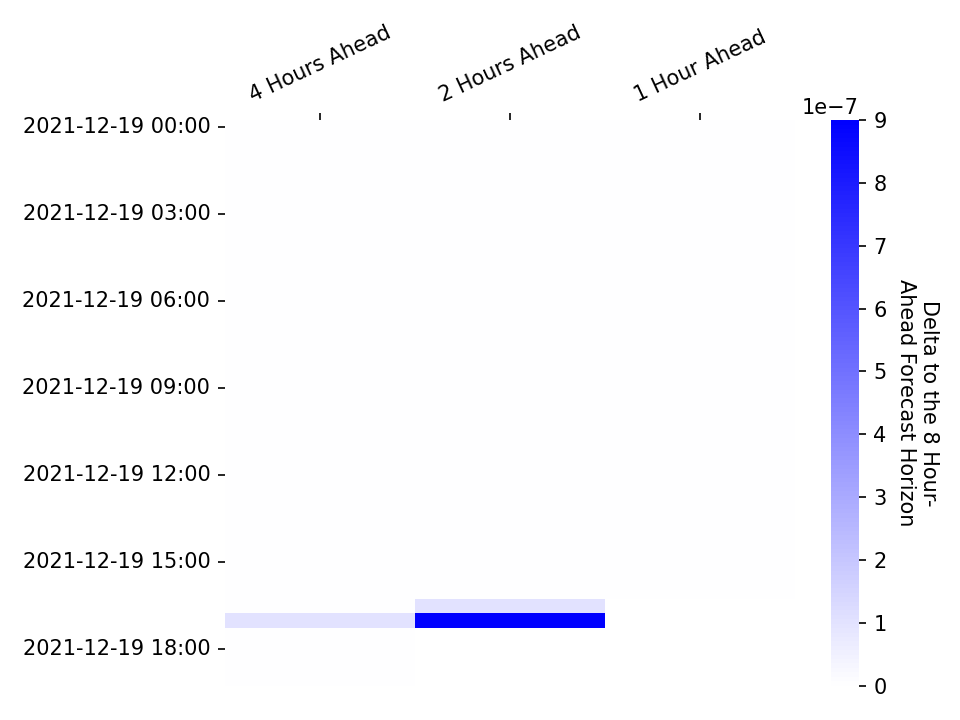 4 Hours Ahead
2 Hours Ahead
1 Hour Ahead
1e−7
2021-12-19 00:00
2021-12-19 03:00
2021-12-19 06:00
2021-12-19 09:00
2021-12-19 12:00
2021-12-19 15:00
2021-12-19 18:00
9
8
7
6
5
4
3
2
1
0
Delta to the 8 Hour-
Ahead Forecast Horizon